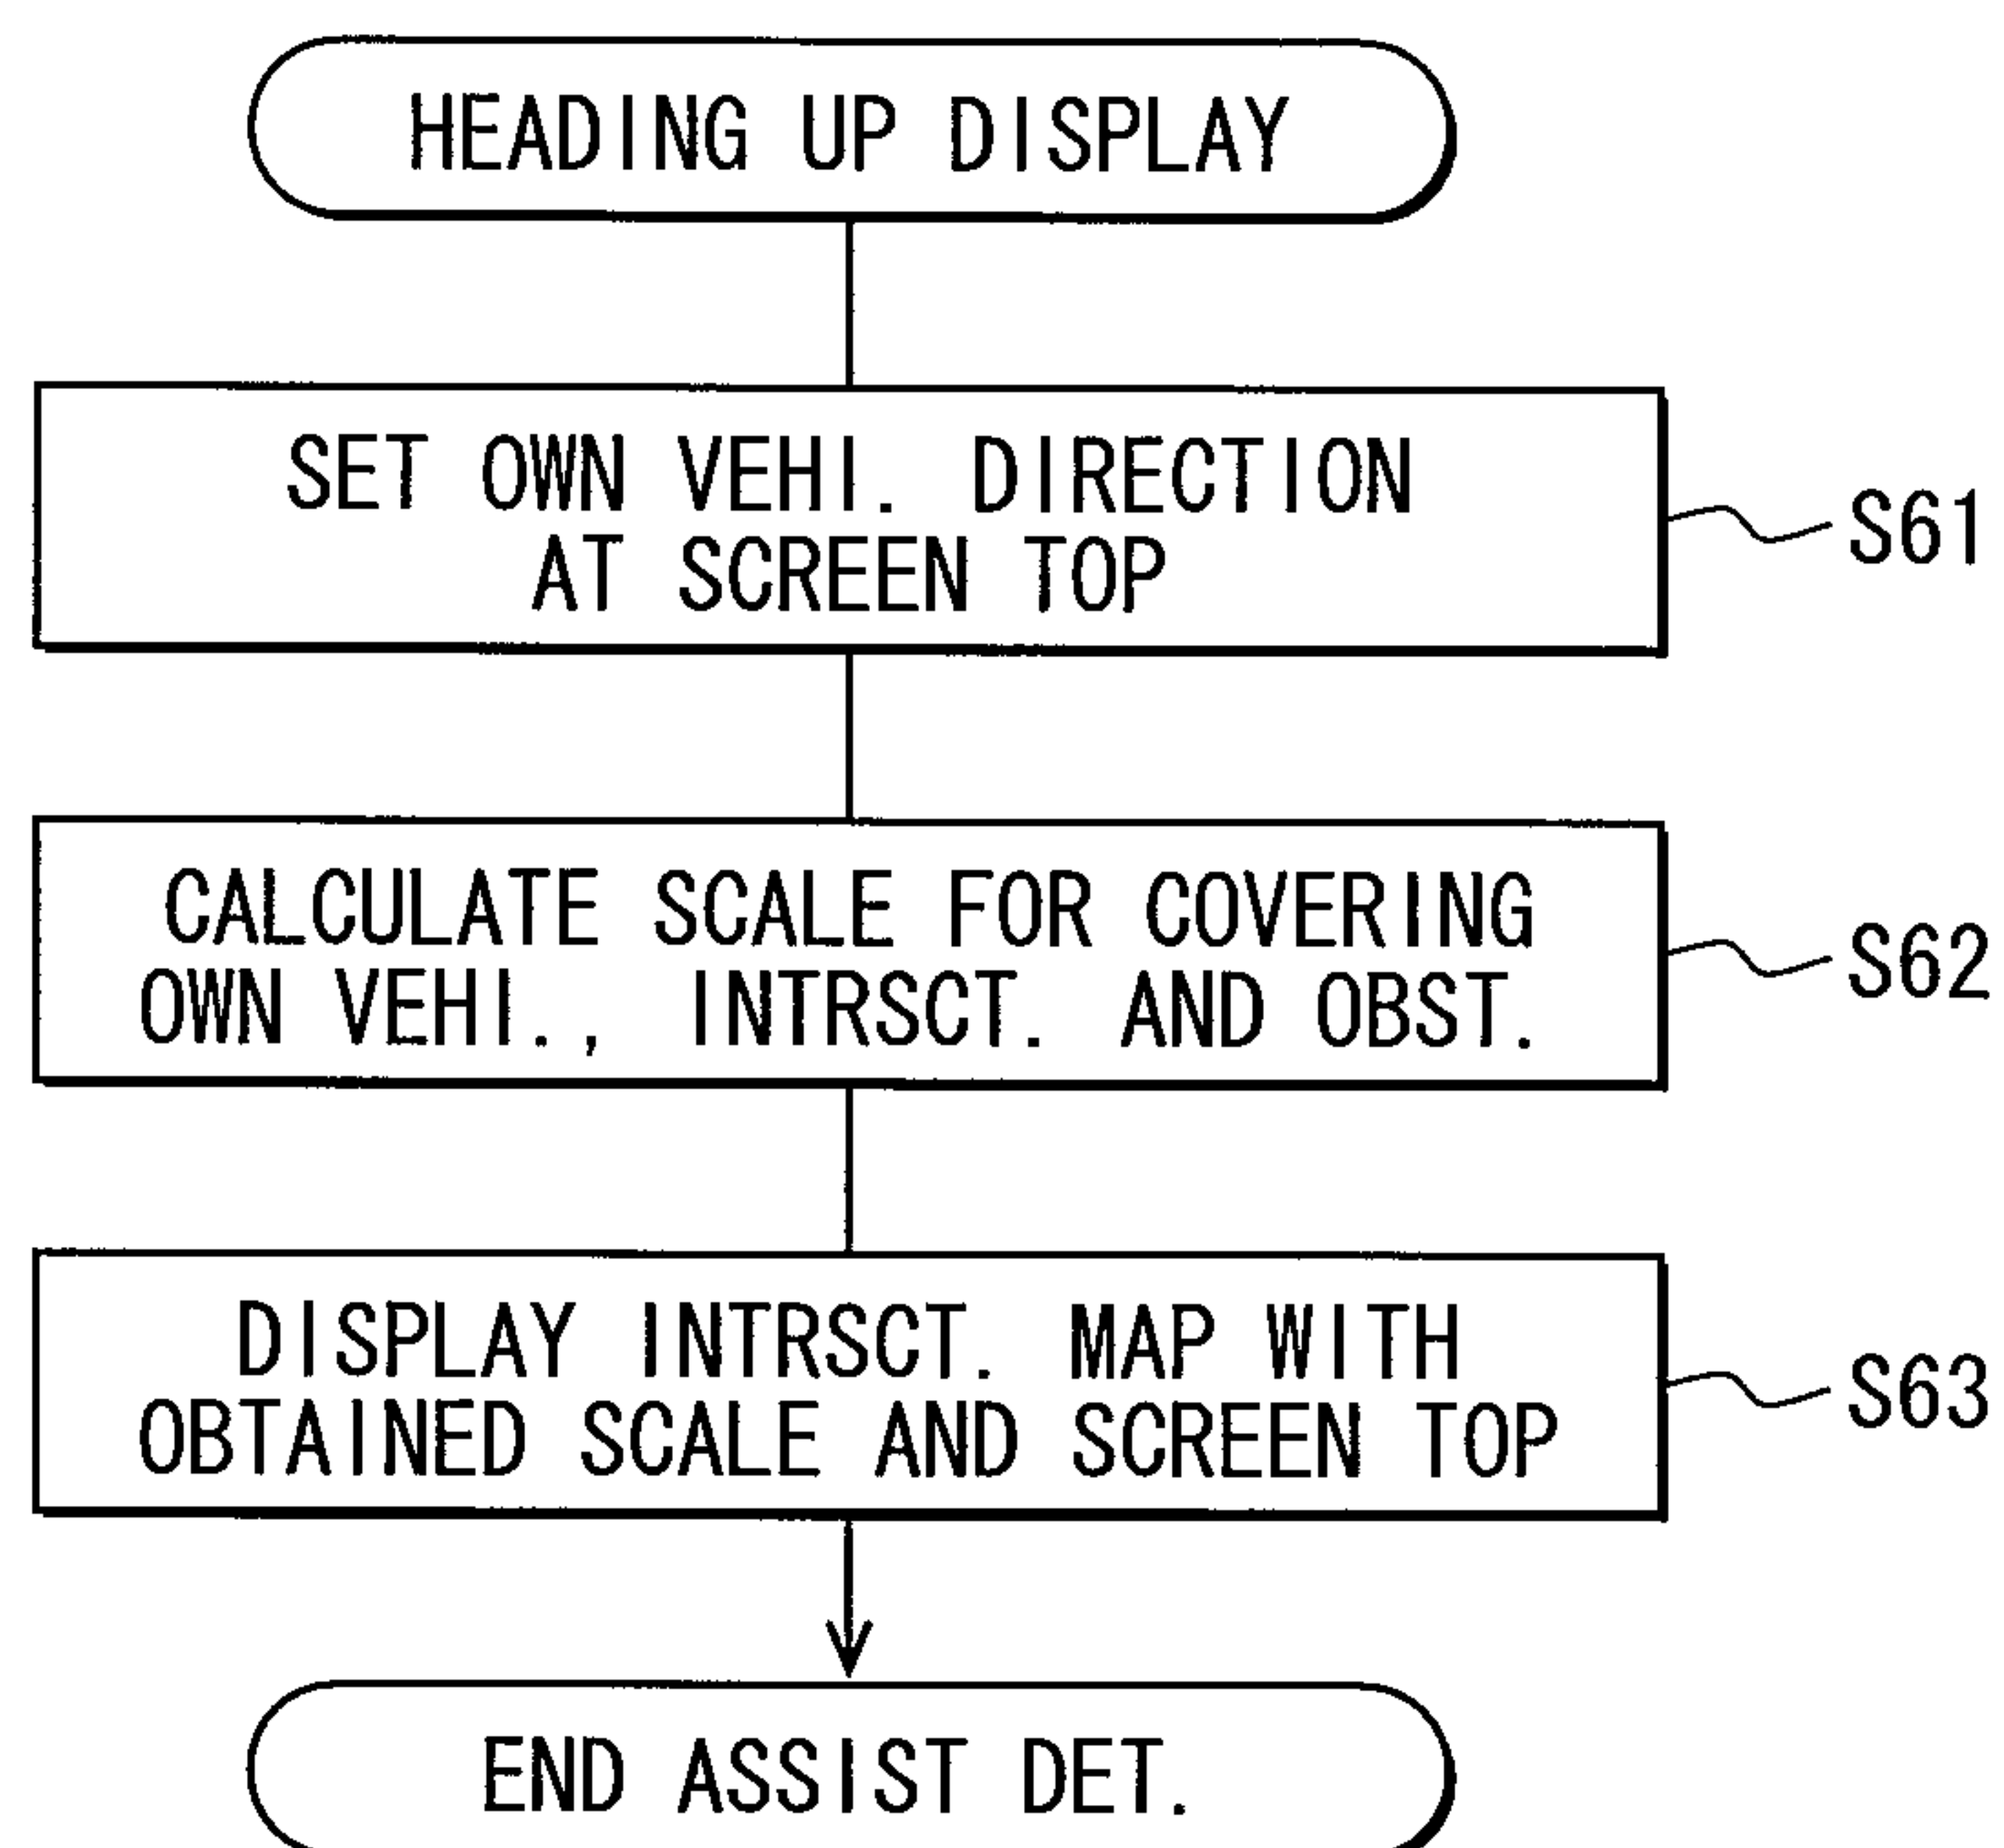 HEADING UP DISPLAY
SET OWN VEHI. DIRECTION
AT SCREEN TOP
S61
CALCULATE SCALE FOR COVERING
OWN VEHI., INTRSCT. AND OBST.
S62
DISPLAY INTRSCT. MAP WITH
OBTAINED SCALE AND SCREEN TOP
S63
END ASSIST DET.